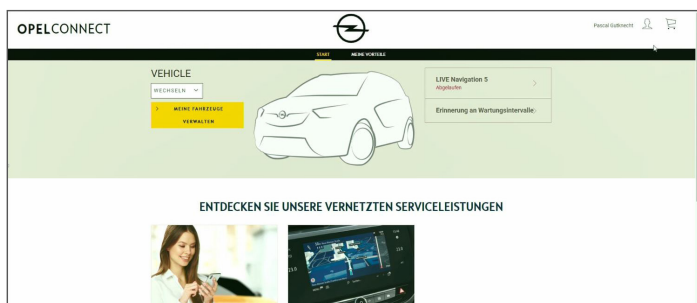 OPELCONNECT
Pascal Gutknecht
START MEINE VORTEILE
VEHICLE
WECHSELN
MEINE FAHRZEUGE
VERWALTEN
LIVE Navigation 5
Abgelaufen
Erinnerung an Wartungsintervalle
ENTDECKEN SIE UNSERE VERNETZTEN SERVICELEISTUNGEN